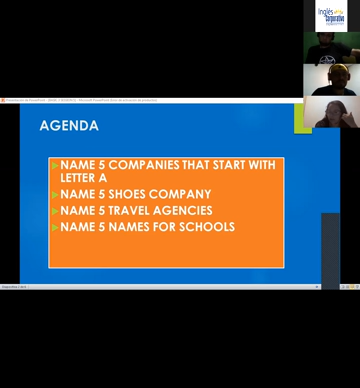 Inglés
corporativo
AGENDA
NAME 5 COMPANIES THAT START WITH
LETTER A
NAME 5 SHOES COMPANY
NAME 5 TRAVEL AGENCIES
NAME 5 NAMES FOR SCHOOLS